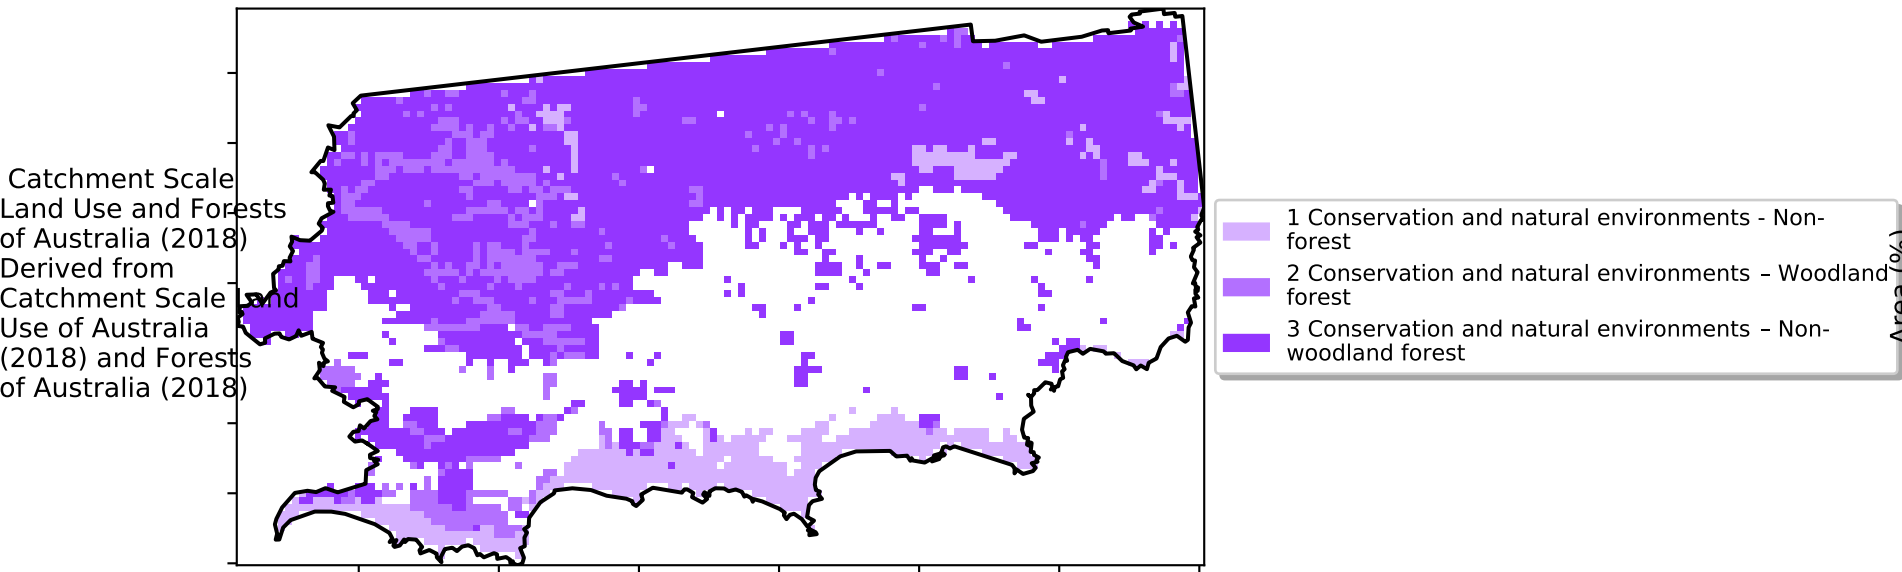 Catchment Scale
Land Use and Forests
of Australia (2018)
Derived from
Catchment Scale Land
Use of Australia
(2018) and Forests
of Australia (2018)
1 Conservation and natural environments - Non-
forest
2 Conservation and natural environments – Woodland
forest
3 Conservation and natural environments – Non-
woodland forest